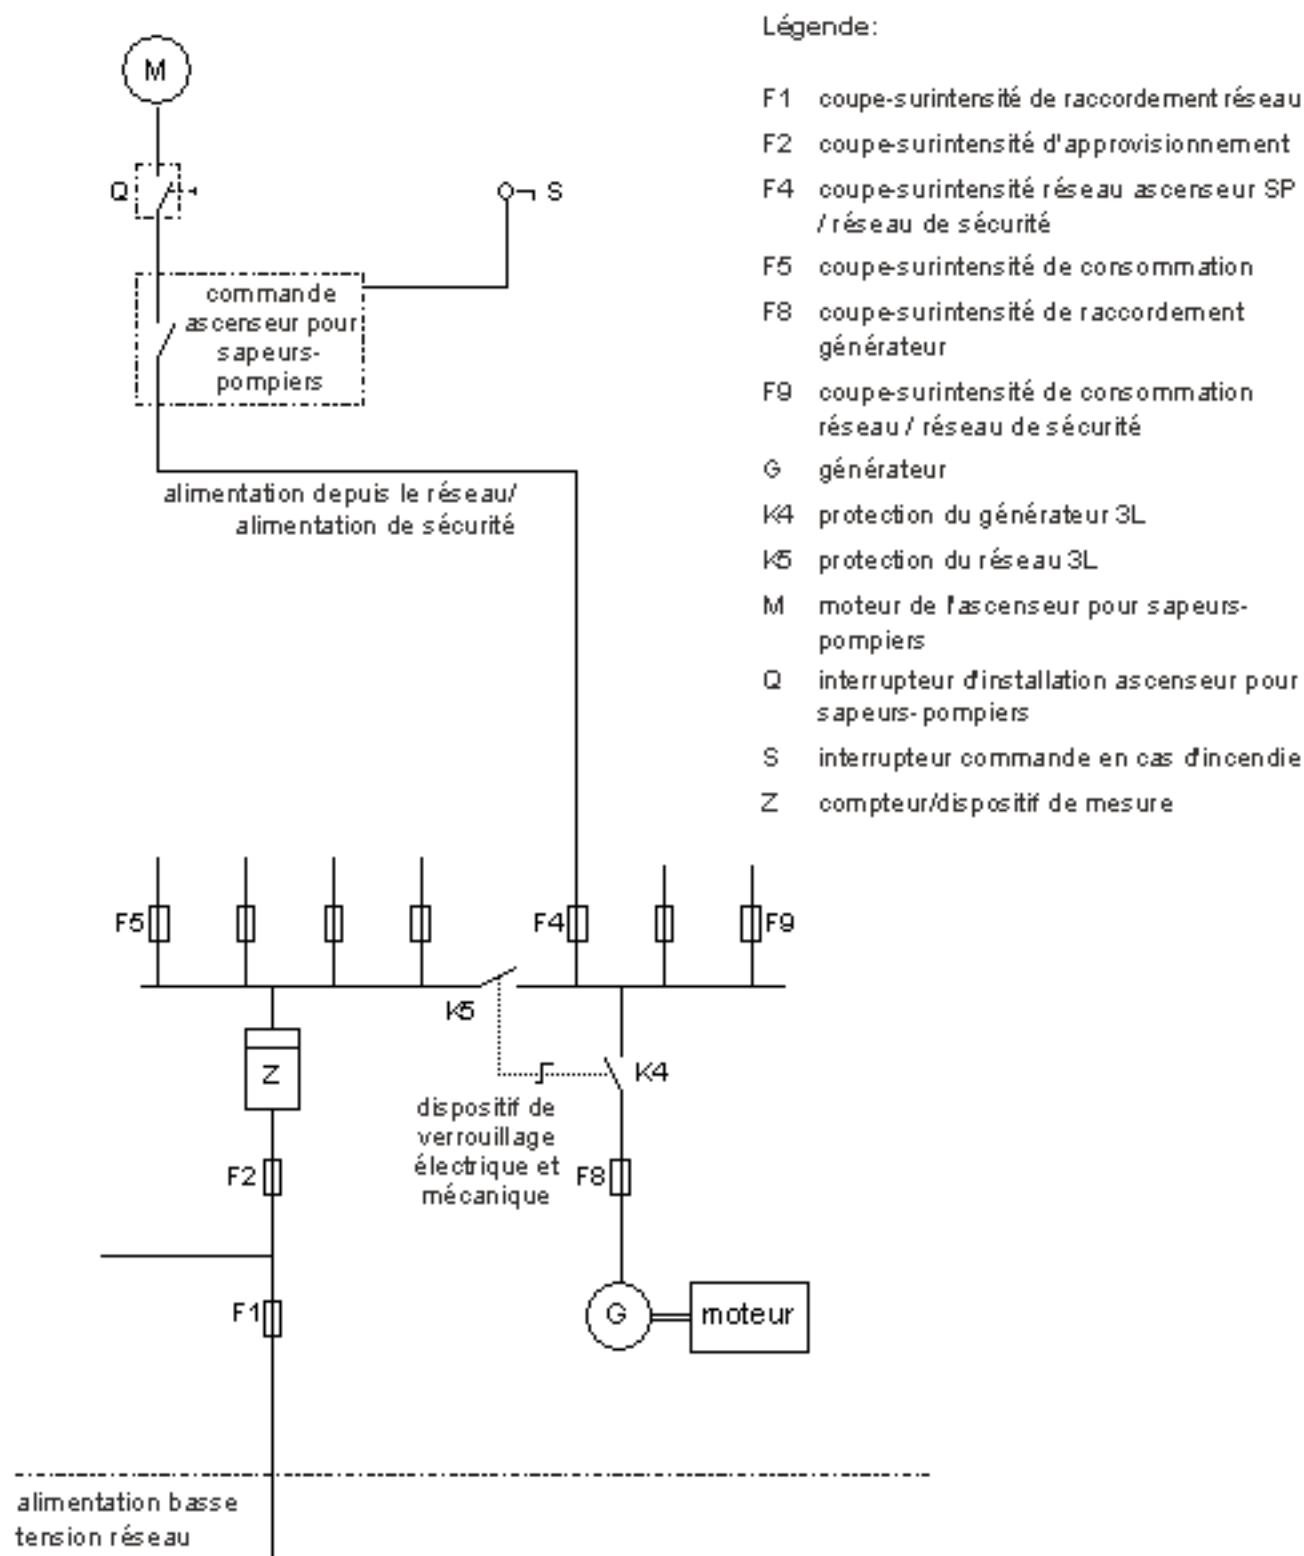 Légende:
M
F1 coupe-surintensité de raccordement réseau
F2 coupe-surintensité d'approvisionnement
Q
S
F4 coupe-surintensité réseau ascenseur SP
/ réseau de sécurité
F5 coupe-surintensité de consommation
commande
ascenseur pour
sapeurs-
pompiers
F8 coupe-surintensité de raccordement
générateur
F9 coupe-surintensité de consommation
réseau / réseau de sécurité
G générateur
alimentation depuis le réseau/
alimentation de sécurité
K4 protection du générateur 3L
K5 protection du réseau 3L
M moteur de l'ascenseur pour sapeurs-
pompiers
Q interrupteur d'installation ascenseur pour
sapeurs-pompiers
S interrupteur commande en cas d'incendie
Z compteur/dispositif de mesure
F5
F4
F9
K5
Z
K4
dispositif de
verrouillage
électrique et
mécanique
F2
F8
F1
G
moteur
alimentation basse
tension réseau